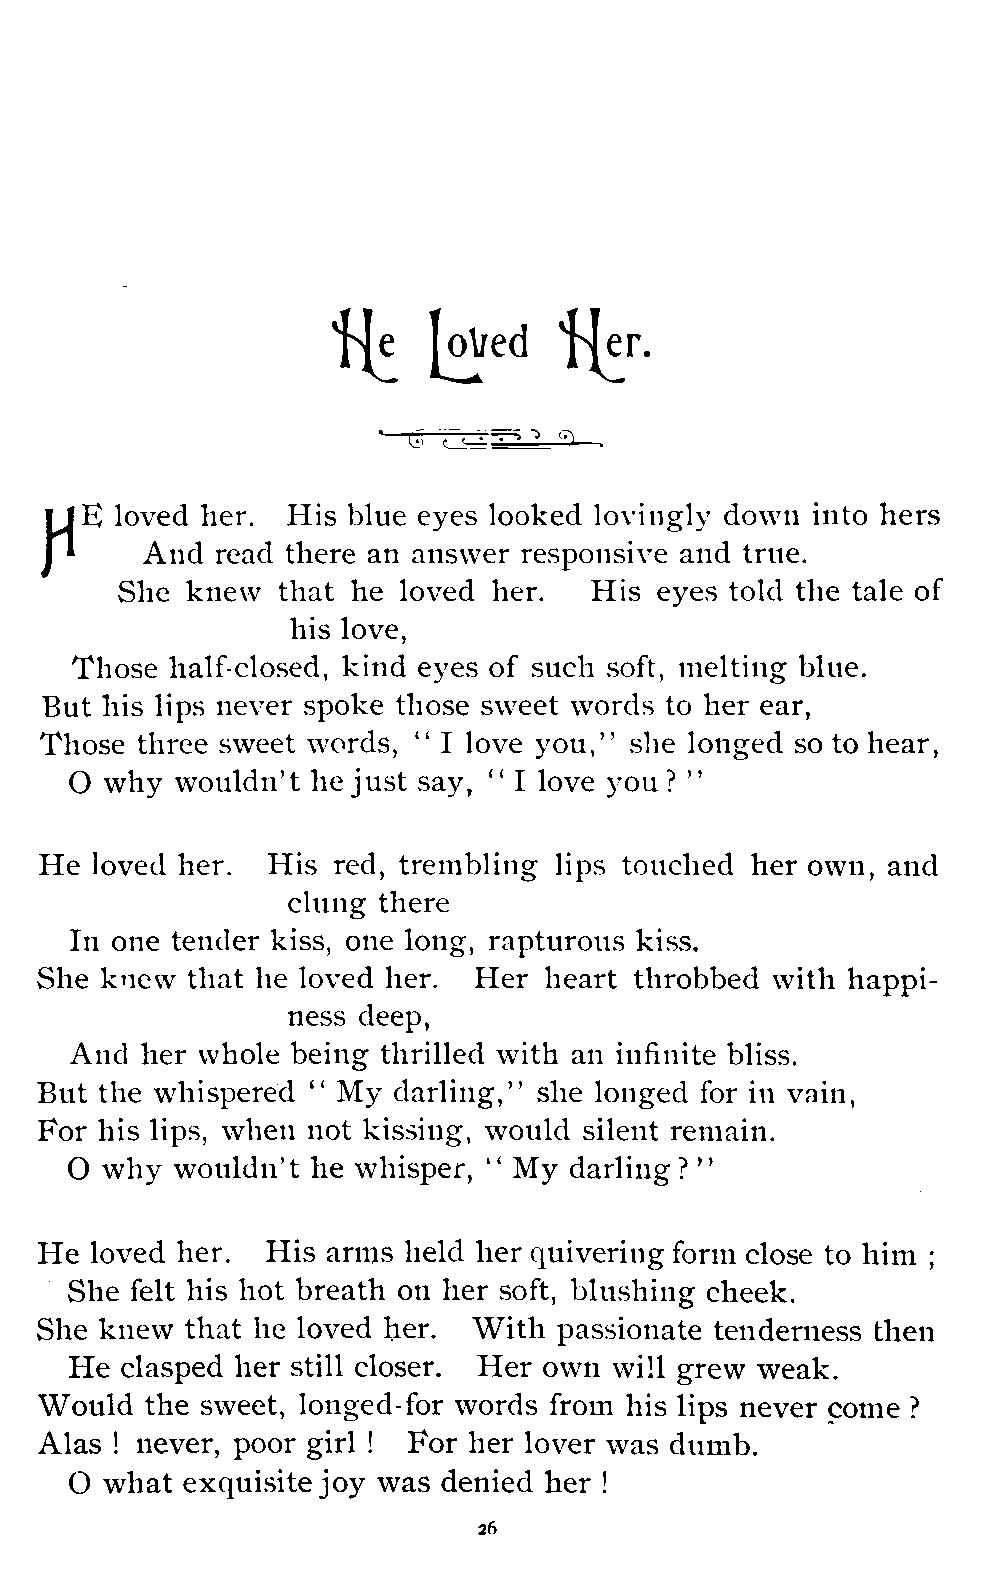 He Loved Her.
HE loved her. His blue eyes looked lovingly down into hers
And read there an answer responsive and true.
She knew that he loved her. His eyes told the tale of
his love,
Those half-closed, kind eyes of such soft, melting blue.
But his lips never spoke those sweet words to her ear,
Those three sweet words, “ I love you,” she longed so to hear,
O why wouldn’t he just say, “ I love you ? ”
He loved her. His red, trembling lips touched her own, and
clung there
In one tender kiss, one long, rapturous kiss.
She knew that he loved her. Her heart throbbed with happi-
ness deep,
And her whole being thrilled with an infinite bliss.
But the whispered “ My darling,” she longed for in vain,
For his lips, when not kissing, would silent remain.
O why wouldn’t he whisper, “ My darling ? ”
He loved her. His arms held her quivering form close to him ;
She felt his hot breath on her soft, blushing cheek.
She knew that he loved her. With passionate tenderness then
He clasped her still closer. Her own will grew weak.
Would the sweet, longed-for words from his lips never come ?
Alas ! never, poor girl ! For her lover was dumb.
O what exquisite joy was denied her !
26